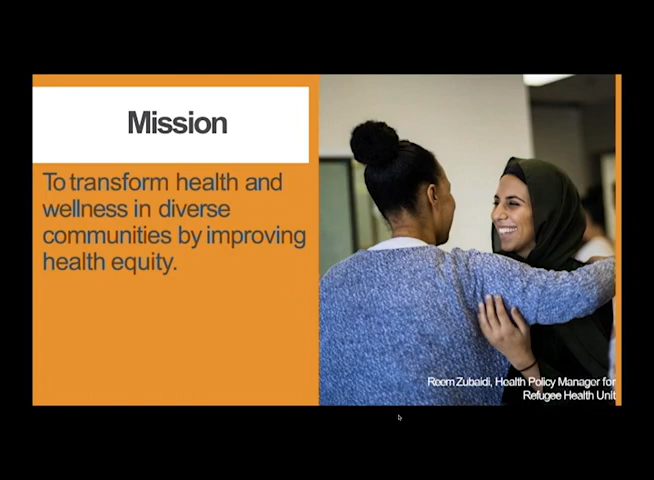 Mission
To transform health and
wellness in diverse
communities by improving
health equity.
Reem Zubaidi, Health Policy Manager for
Refugee Health Unit